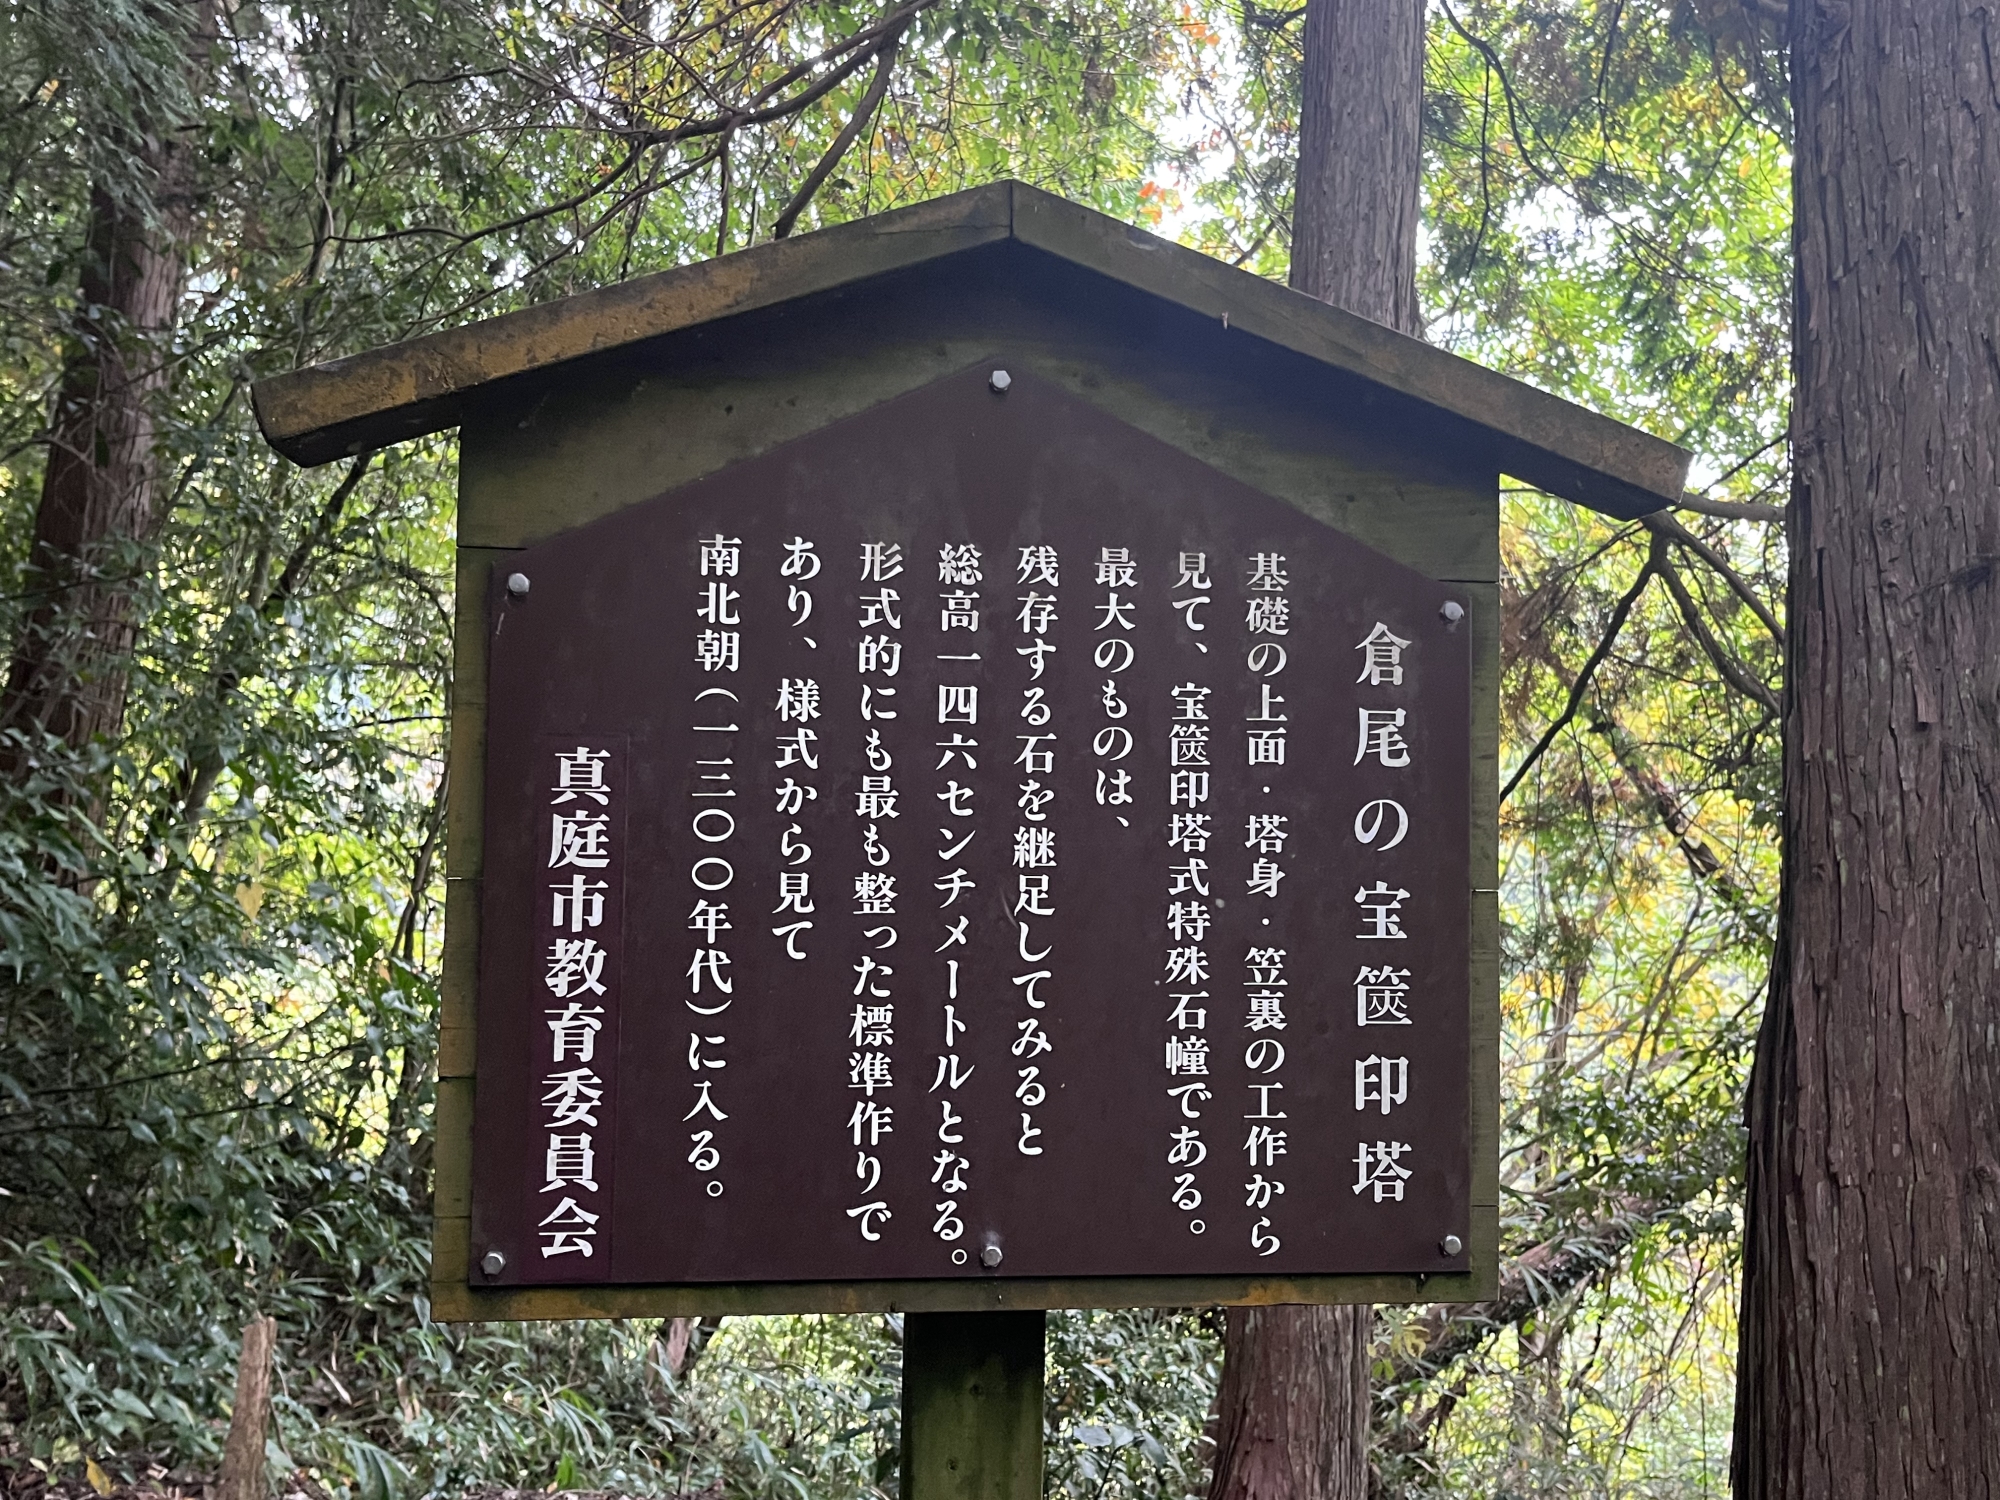 倉尾の宝篋印塔
基礎の上面・塔身・笠裏の工作から
見て、宝篋印塔式特殊石幢である。
最大のものは、
残存する石を継足してみると
総高一四六センチメートルとなる。
形式的にも最も整った標準作りで
あり、様式から見て
南北朝（一三〇〇年代）に入る。
真庭市教育委員会